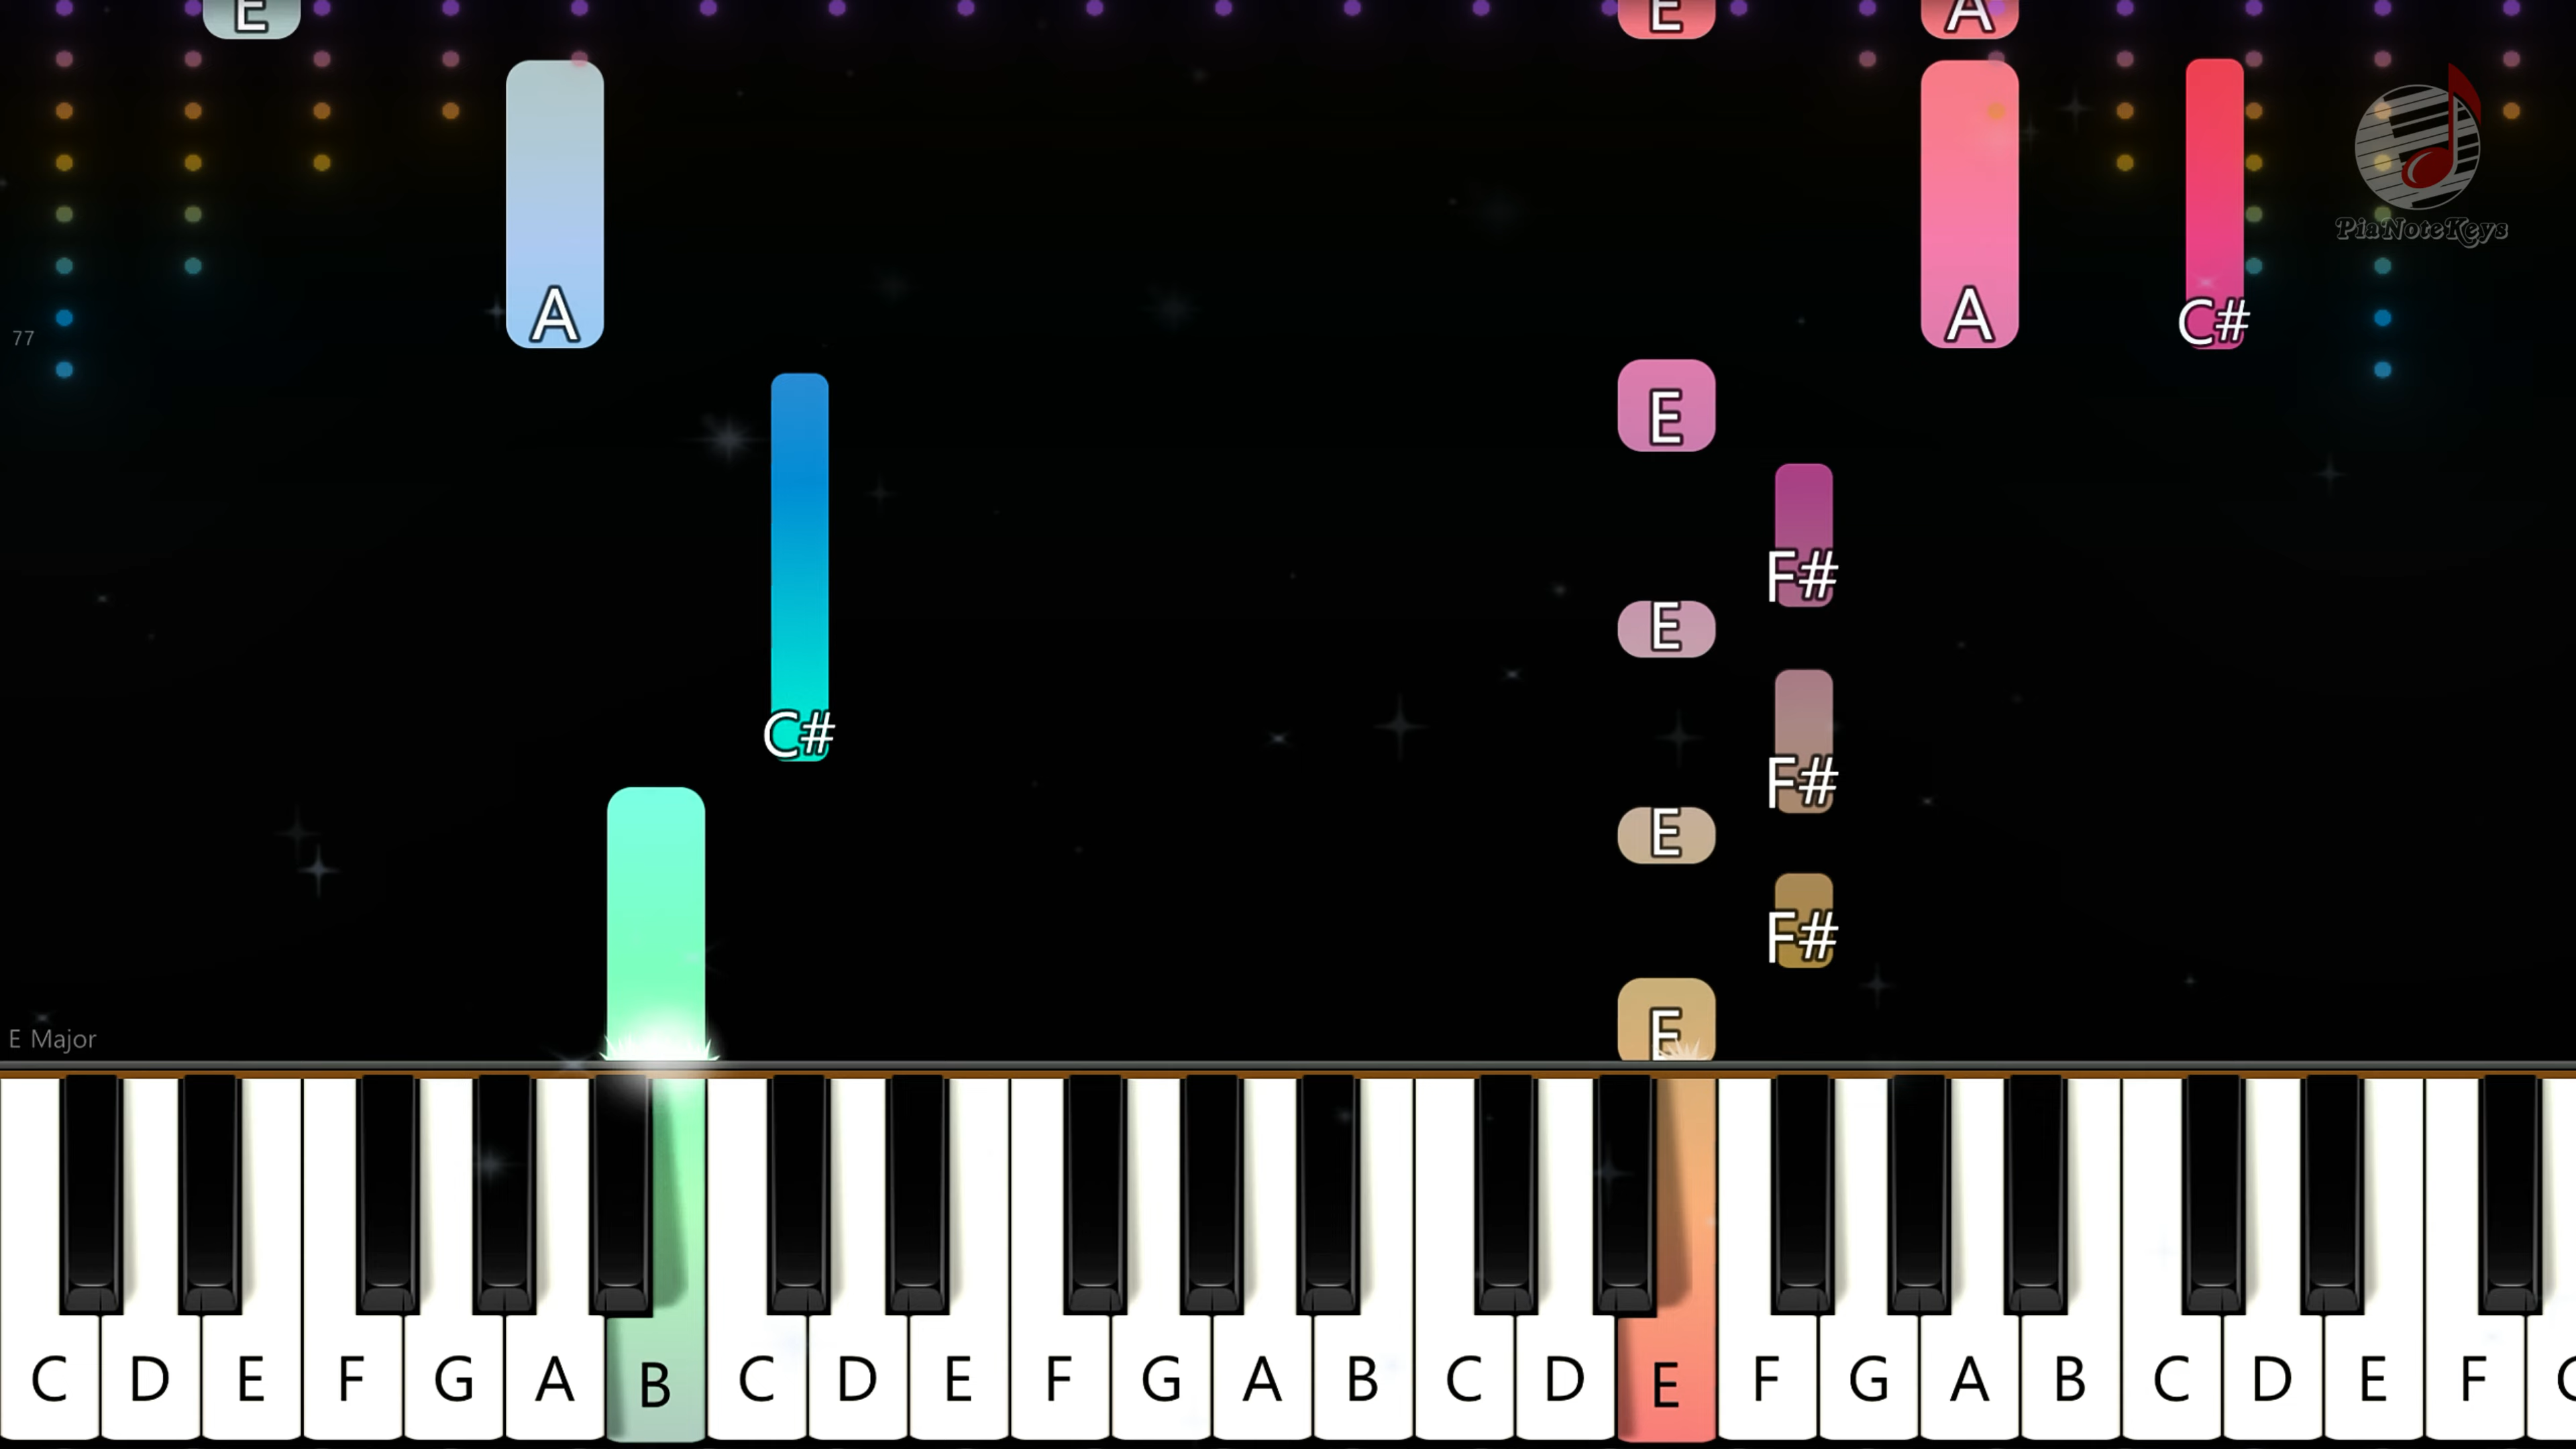 E E A
A A C#
PiaNoteKeys
77
E
F#
E
C#
F#
E
F#
E
E Major
C D E F G A B C D E F G A B C D E F G A B C D E F